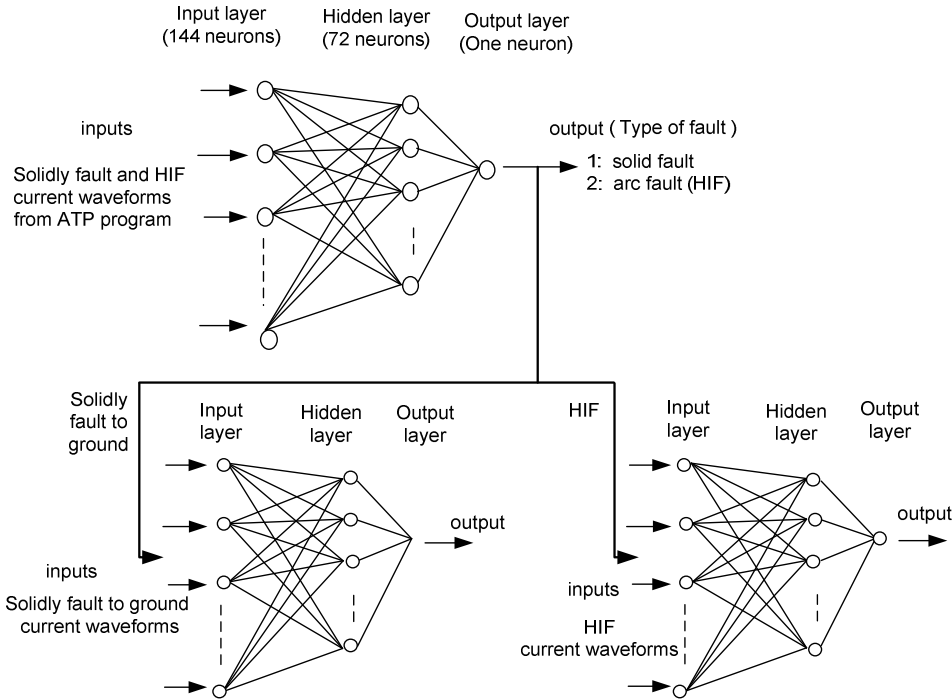 Input layer
(144 neurons)
Hidden layer
(72 neurons)
Output layer
(One neuron)
inputs
Solidly fault and HIF
current waveforms
from ATP program
output ( Type of fault )
1: solid fault
2: arc fault (HIF)
Solidly
fault to
ground
Input
layer
Hidden
layer
Output
layer
output
inputs
Solidly fault to ground
current waveforms
HIF
Input
layer
Hidden
layer
Output
layer
output
inputs
HIF
current waveforms